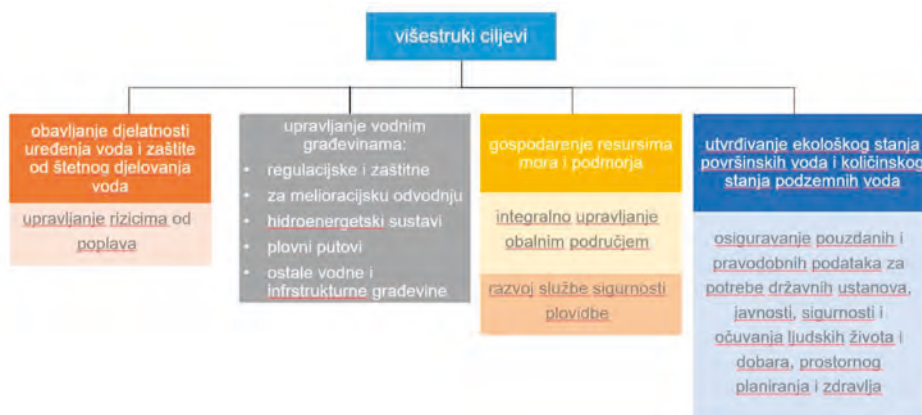 višestruki ciljevi
obavljanje djelatnosti
uređenja voda i zaštite
od štetnog djelovanja
voda
upravljanje rizicima od
poplava
upravljanje vodnim
građevinama:
• regulacijske i zaštitne
• za melioracijsku odvodnju
• hidroenergetski sustavi
• plovni putovi
• ostale vodne i
infrstrukturne građevine
gospodarenje resursima
mora i podmorja
integralno upravljanje
obalnim područjem
razvoj službe sigurnosti
plovidbe
utvrđivanje ekološkog stanja
površinskih voda i količinskog
stanja podzemnih voda
osiguravanje pouzdanih i
pravodobnih podataka za
potrebe državnih ustanova,
javnosti, sigurnosti i
očuvanja ljudskih života i
dobara, prostornog
planiranja i zdravlja